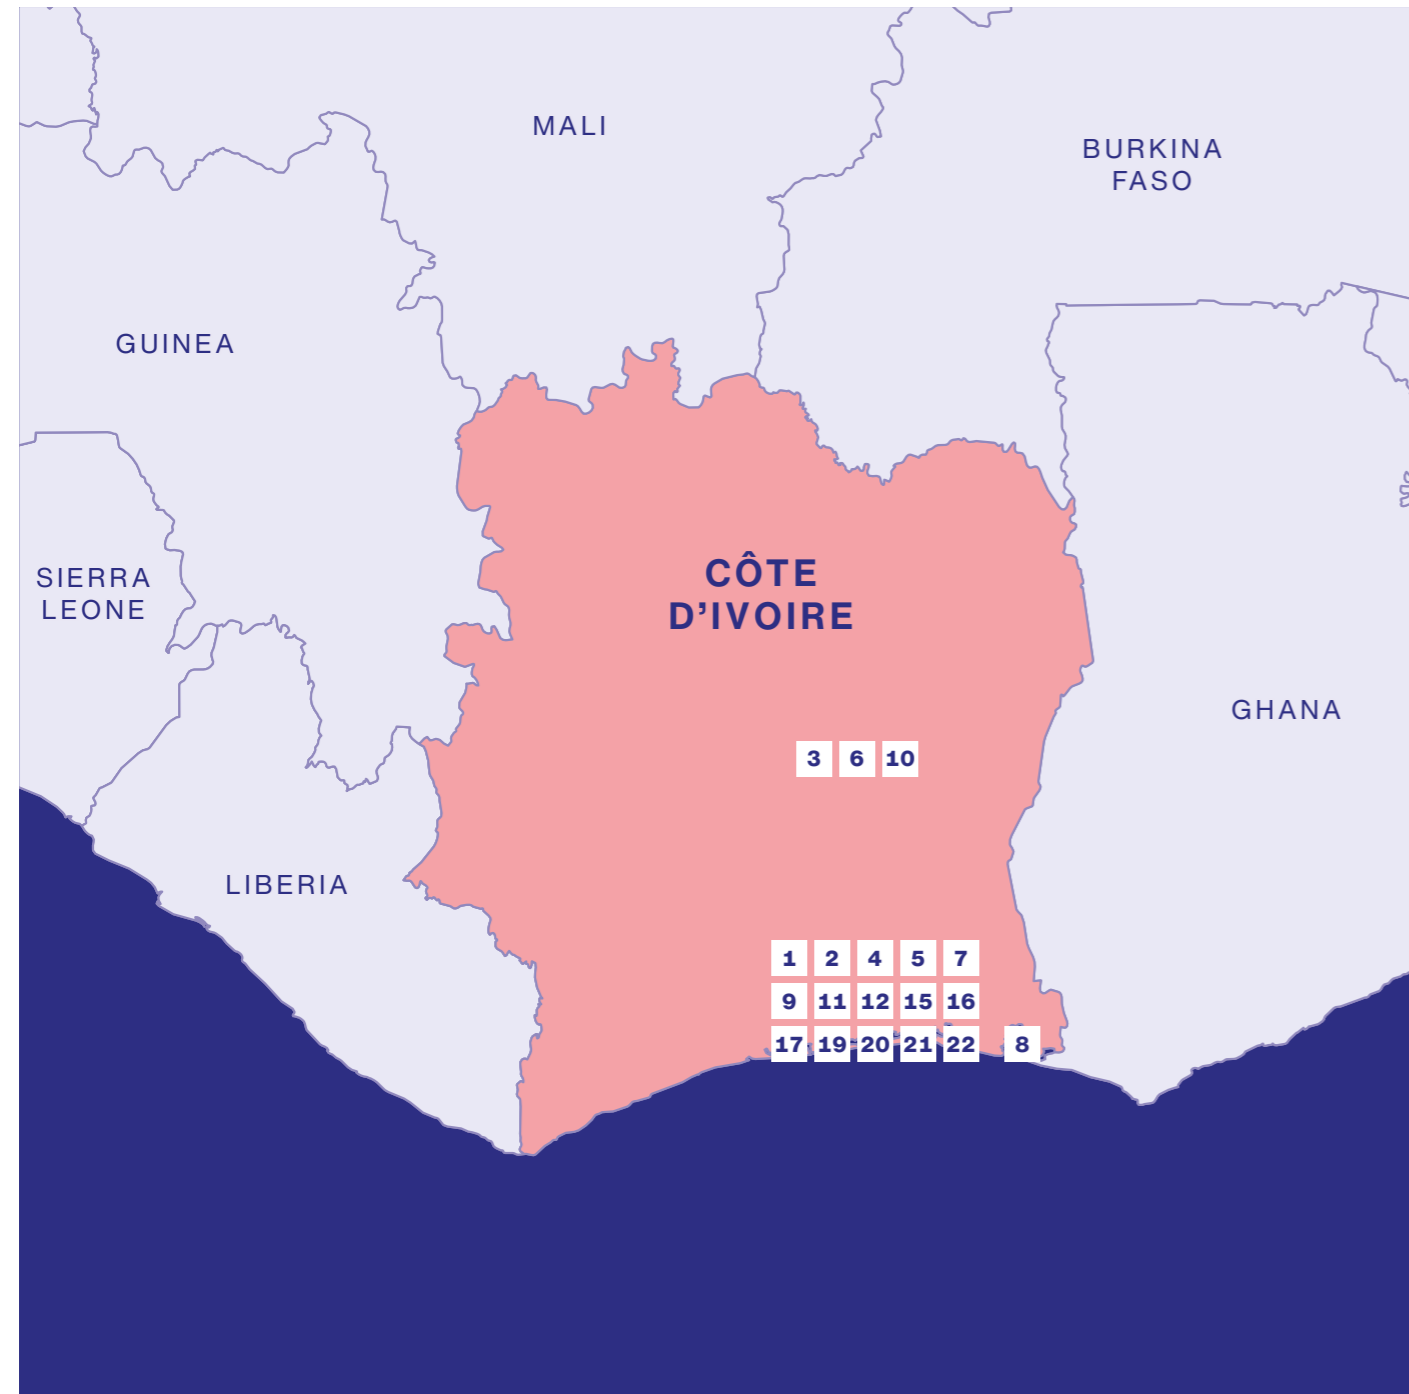 MALI
BURKINA
FASO
GUINEA
SIERRA
LEONE
CÔTE
D’IVOIRE
GHANA
3 6 10
LIBERIA
1 2 4 5 7
9 11 12 15 16
17 19 20 21 22 8